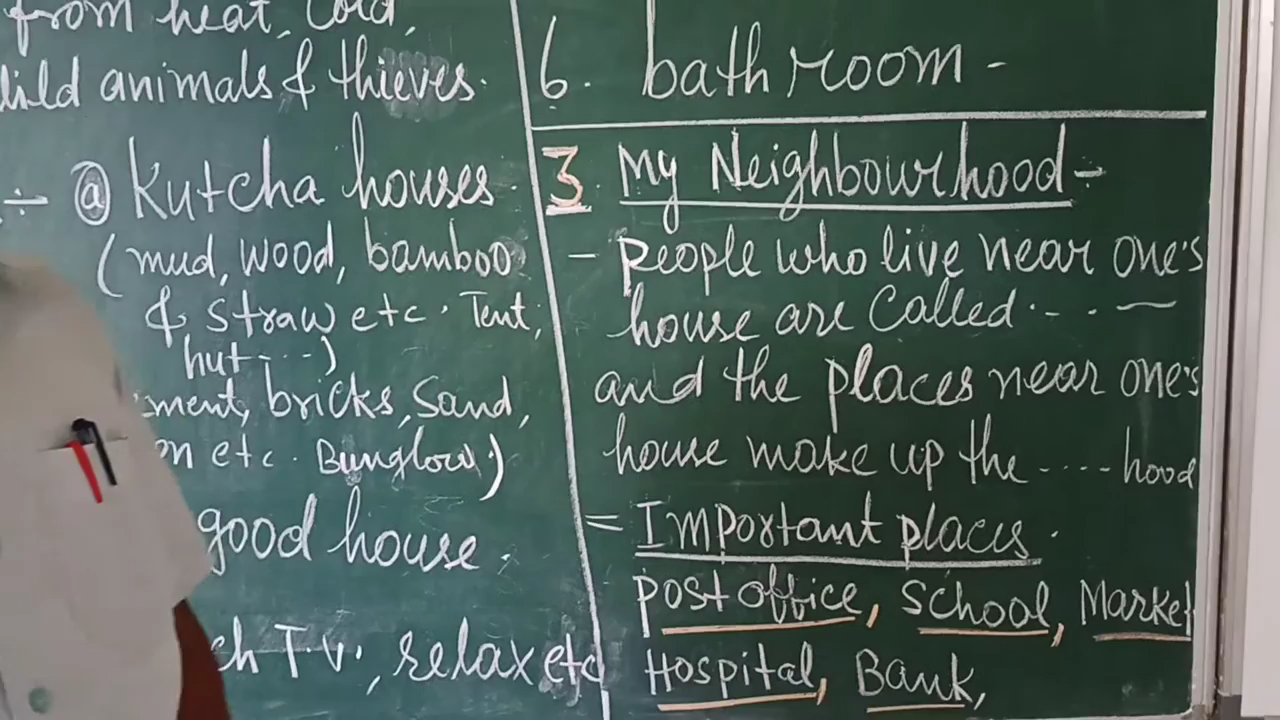 from heat, cold,
wild animals & thieves.
÷ @ Kutcha houses.
(mud, wood, bamboo
& straw etc. Tent,
hut ....)
bricks, Sand,
etc. Bunglow.)
good house.
TV, relax etc
6. bathroom -
3. My Neighbourhood -
- People who live near one's
house are called . - . . -
and the places near one's
house make up the ..... hood
= Important places.
post office, School, Market
Hospital, Bank,